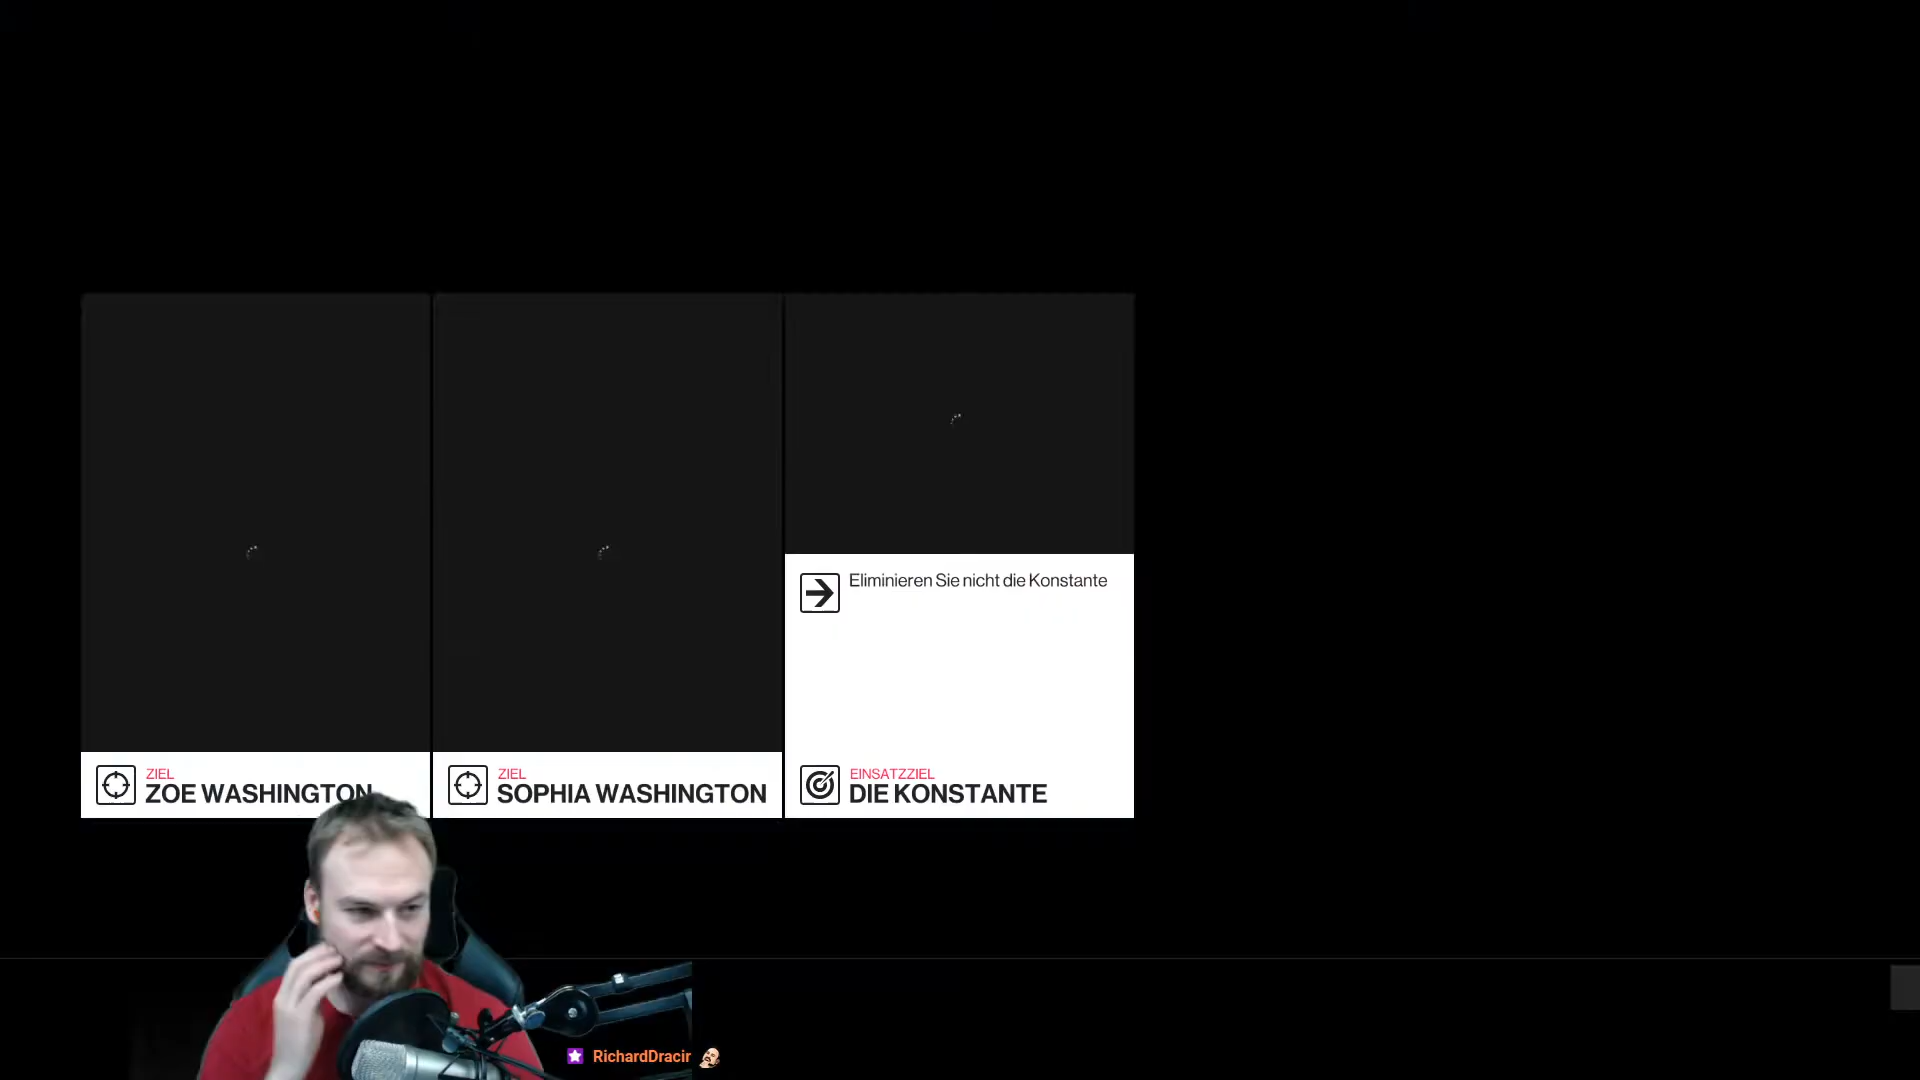 Eliminieren Sie nicht die Konstante
ZIEL
ZOE WASHINGTON
ZIEL
SOPHIA WASHINGTON
EINSATZZIEL
DIE KONSTANTE
RichardDracir